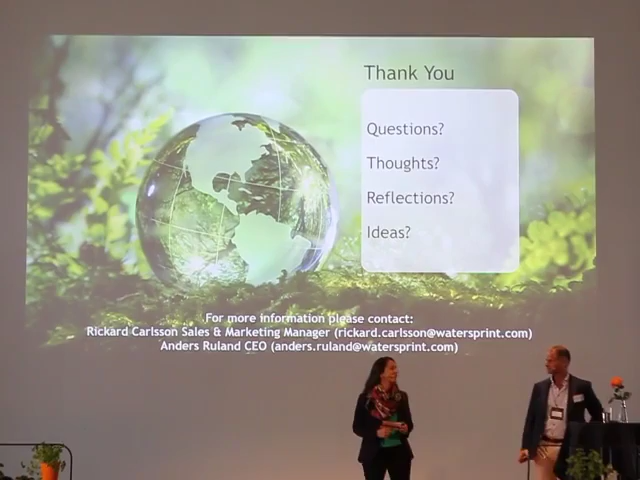 Thank You
Questions?
Thoughts?
Reflections?
Ideas?
For more information please contact:
Rickard Carlsson Sales & Marketing Manager (rickard.carlsson@watersprint.com)
Anders Ruland CEO (anders.ruland@watersprint.com)